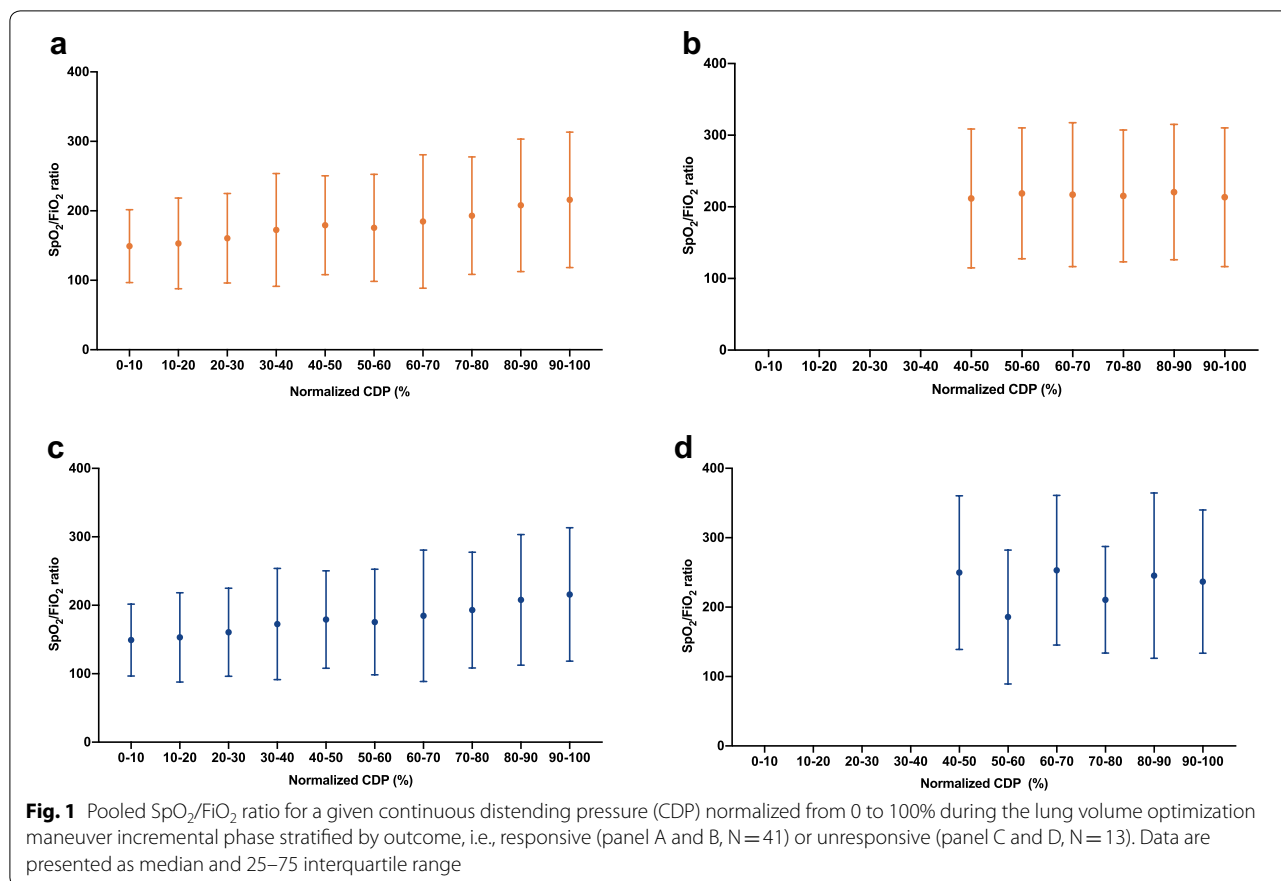 a
400
300
200
100
0
SpO₂/FiO₂ ratio
0-10 10-20 20-30 30-40 40-50 50-60 60-70 70-80 80-90 90-100
Normalized CDP (%
b
400
300
200
100
0
SpO₂/FiO₂ ratio
0-10 10-20 20-30 30-40 40-50 50-60 60-70 70-80 80-90 90-100
Normalized CDP (%)
c
400
300
200
100
0
SpO₂/FiO₂ ratio
0-10 10-20 20-30 30-40 40-50 50-60 60-70 70-80 80-90 90-100
Normalized CDP (%)
d
400
300
200
100
0
SpO₂/FiO₂ ratio
0-10 10-20 20-30 30-40 40-50 50-60 60-70 70-80 80-90 90-100
Normalized CDP (%)
Fig. 1 Pooled SpO₂/FiO₂ ratio for a given continuous distending pressure (CDP) normalized from 0 to 100% during the lung volume optimization
maneuver incremental phase stratified by outcome, i.e., responsive (panel A and B, N = 41) or unresponsive (panel C and D, N = 13). Data are
presented as median and 25–75 interquartile range